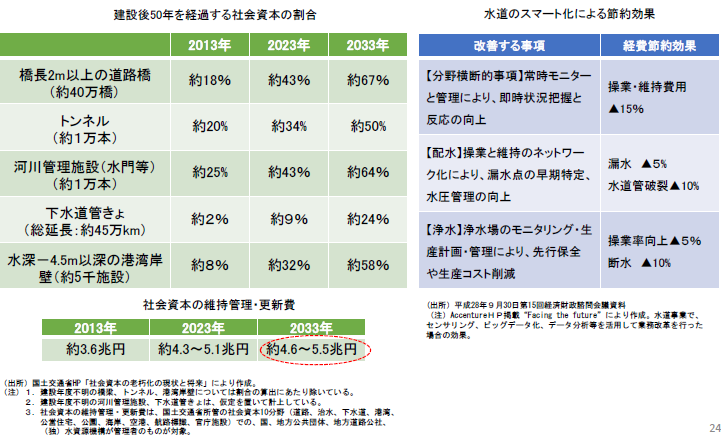 建設後50年を経過する社会資本の割合
2013年 2023年 2033年
橋長2m以上の道路橋
（約40万橋）
約18% 約43% 約67%
トンネル
（約１万本）
約20% 約34% 約50%
河川管理施設（水門等）
（約１万本）
約25% 約43% 約64%
下水道管きょ
（総延長：約45万km）
約２% 約９% 約24%
水深－4.5m以深の港湾岸
壁（約5千施設）
約８% 約32% 約58%
社会資本の維持管理・更新費
2013年 2023年 2033年
約3.6兆円 約4.3～5.1兆円 約4.6～5.5兆円
（出所）国土交通省HP「社会資本の老朽化の現状と将来」により作成。
（注）１．建設年度不明の橋梁、トンネル、港湾岸壁については割合の算出にあたり除いている。
２．建設年度不明の河川管理施設、下水道管きょは、仮定を置いて計上している。
３．社会資本の維持管理・更新費は、国土交通省所管の社会資本10分野（道路、治水、下水道、港湾、
公営住宅、公園、海岸、空港、航路標識、官庁施設）での、国、地方公共団体、地方道路公社、
（独）水資源機構が管理者のものが対象。
水道のスマート化による節約効果
改善する事項 経費節約効果
【分野横断的事項】常時モニター
と管理により、即時状況把握と
反応の向上
操業・維持費用
▲15%
【配水】操業と維持のネットワー
ク化により、漏水点の早期特定、
水圧管理の向上
漏水 ▲５%
水道管破裂▲10%
【浄水】浄水場のモニタリング・生
産計画・管理により、先行保全
や生産コスト削減
操業率向上▲５%
断水 ▲10%
（出所）平成28年９月30日第15回経済財政諮問会議資料
（注）AccentureＨＰ掲載“Facing the future”により作成。水道事業で、
センサリング、ビッグデータ化、データ分析等を活用して業務改革を行った
場合の効果。
24